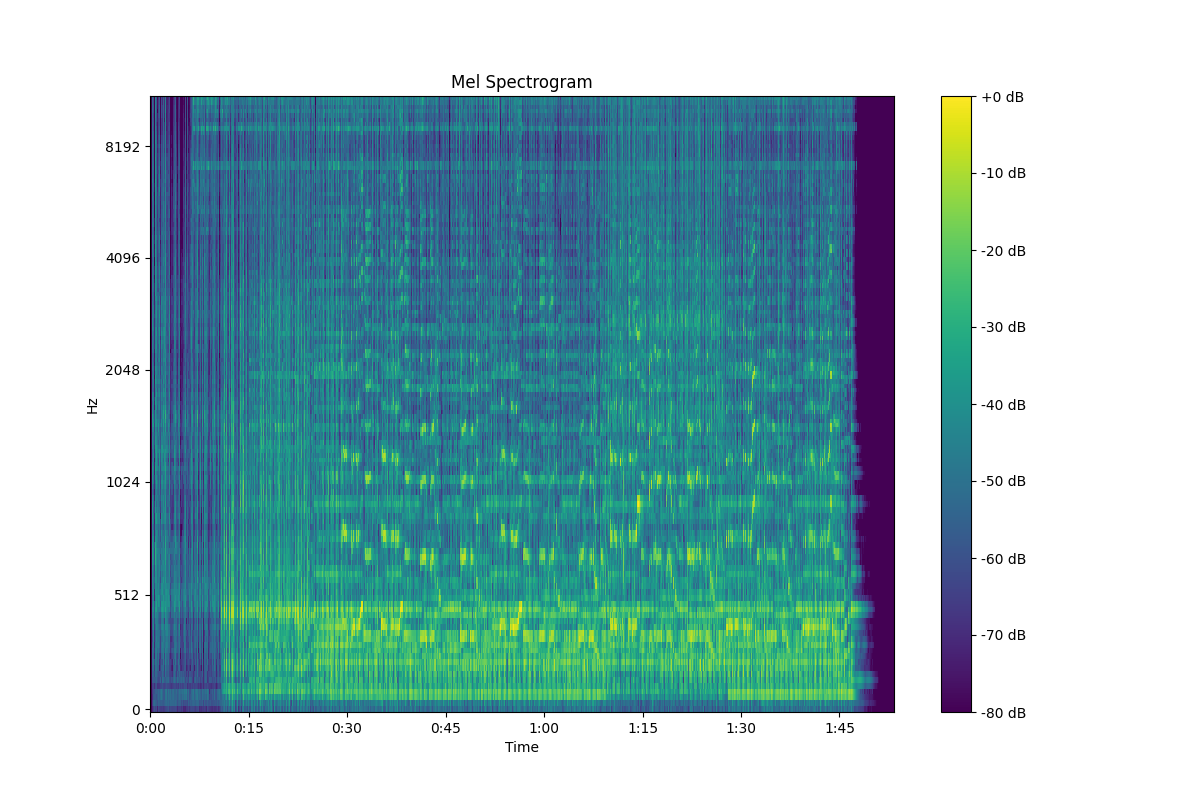 Mel Spectrogram
+0 dB
8192
-10 dB
-20 dB
4096
-30 dB
2048
Hz
-40 dB
1024
-50 dB
-60 dB
512
-70 dB
0
-80 dB
0:00 0:15 0:30 0:45 1:00 1:15 1:30 1:45
Time